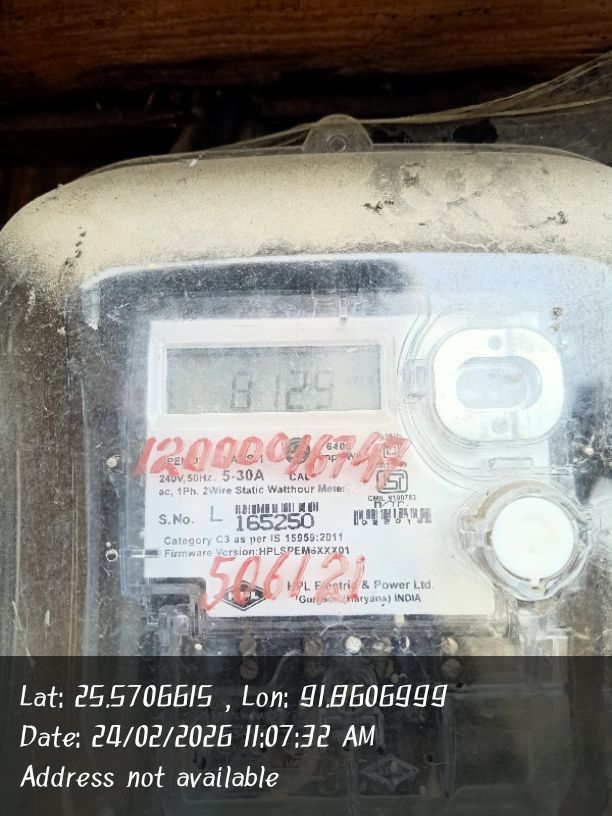 8125
6400
120000016747
240V,50Hz. 5-30A
ac, 1Ph. 2Wire Static Watthour Meter
S.No. L 165250
Category C3 as per IS 15959:2011
Firmware Version:HPLSPEM6XXX01
506121
HPL Electric & Power Ltd.
Gurgaon (Haryana) INDIA
Lat: 25.5706615 , Lon: 91.8606999
Date: 24/02/2026 11:07:32 AM
Address not available